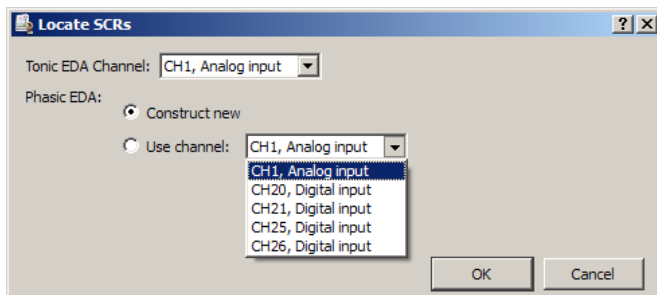 Locate SCRs
Tonic EDA Channel: CH1, Analog input
Phasic EDA:
Construct new
Use channel: CH1, Analog input
CH1, Analog input
CH20, Digital input
CH21, Digital input
CH25, Digital input
CH26, Digital input
OK Cancel